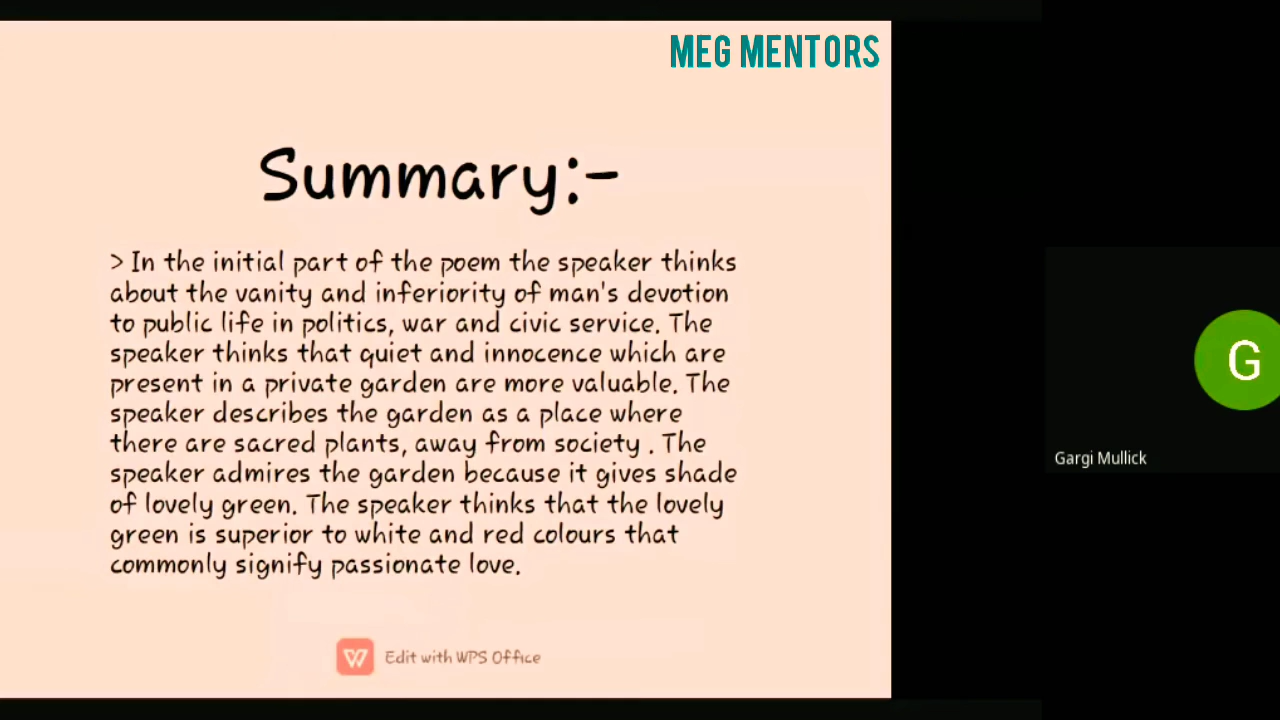 MEG MENTORS
Summary:-
> In the initial part of the poem the speaker thinks
about the vanity and inferiority of man's devotion
to public life in politics, war and civic service. The
speaker thinks that quiet and innocence which are
present in a private garden are more valuable. The
speaker describes the garden as a place where
there are sacred plants, away from society . The
speaker admires the garden because it gives shade
of lovely green. The speaker thinks that the lovely
green is superior to white and red colours that
commonly signify passionate love.
Edit with WPS Office
G
Gargi Mullick